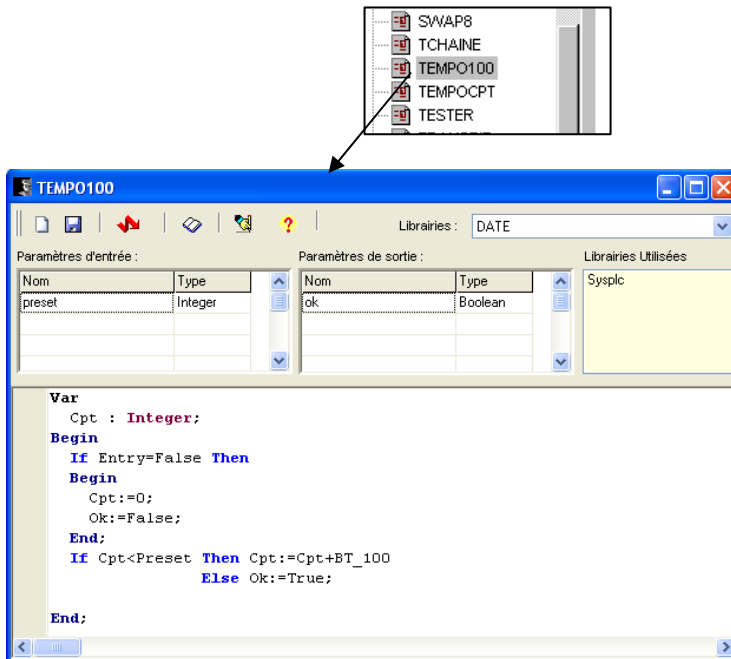 SWAP8
TCHAINE
TEMPO100
TEMPOCPT
TESTER
TEMPO100
Librairies : DATE
Paramètres d'entrée : Paramètres de sortie : Librairies Utilisées
Nom Type Nom Type Sysplc
preset Integer ok Boolean
Var
Cpt : Integer;
Begin
If Entry=False Then
Begin
Cpt:=0;
Ok:=False;
End;
If Cpt<Preset Then Cpt:=Cpt+BT_100
Else Ok:=True;
End;